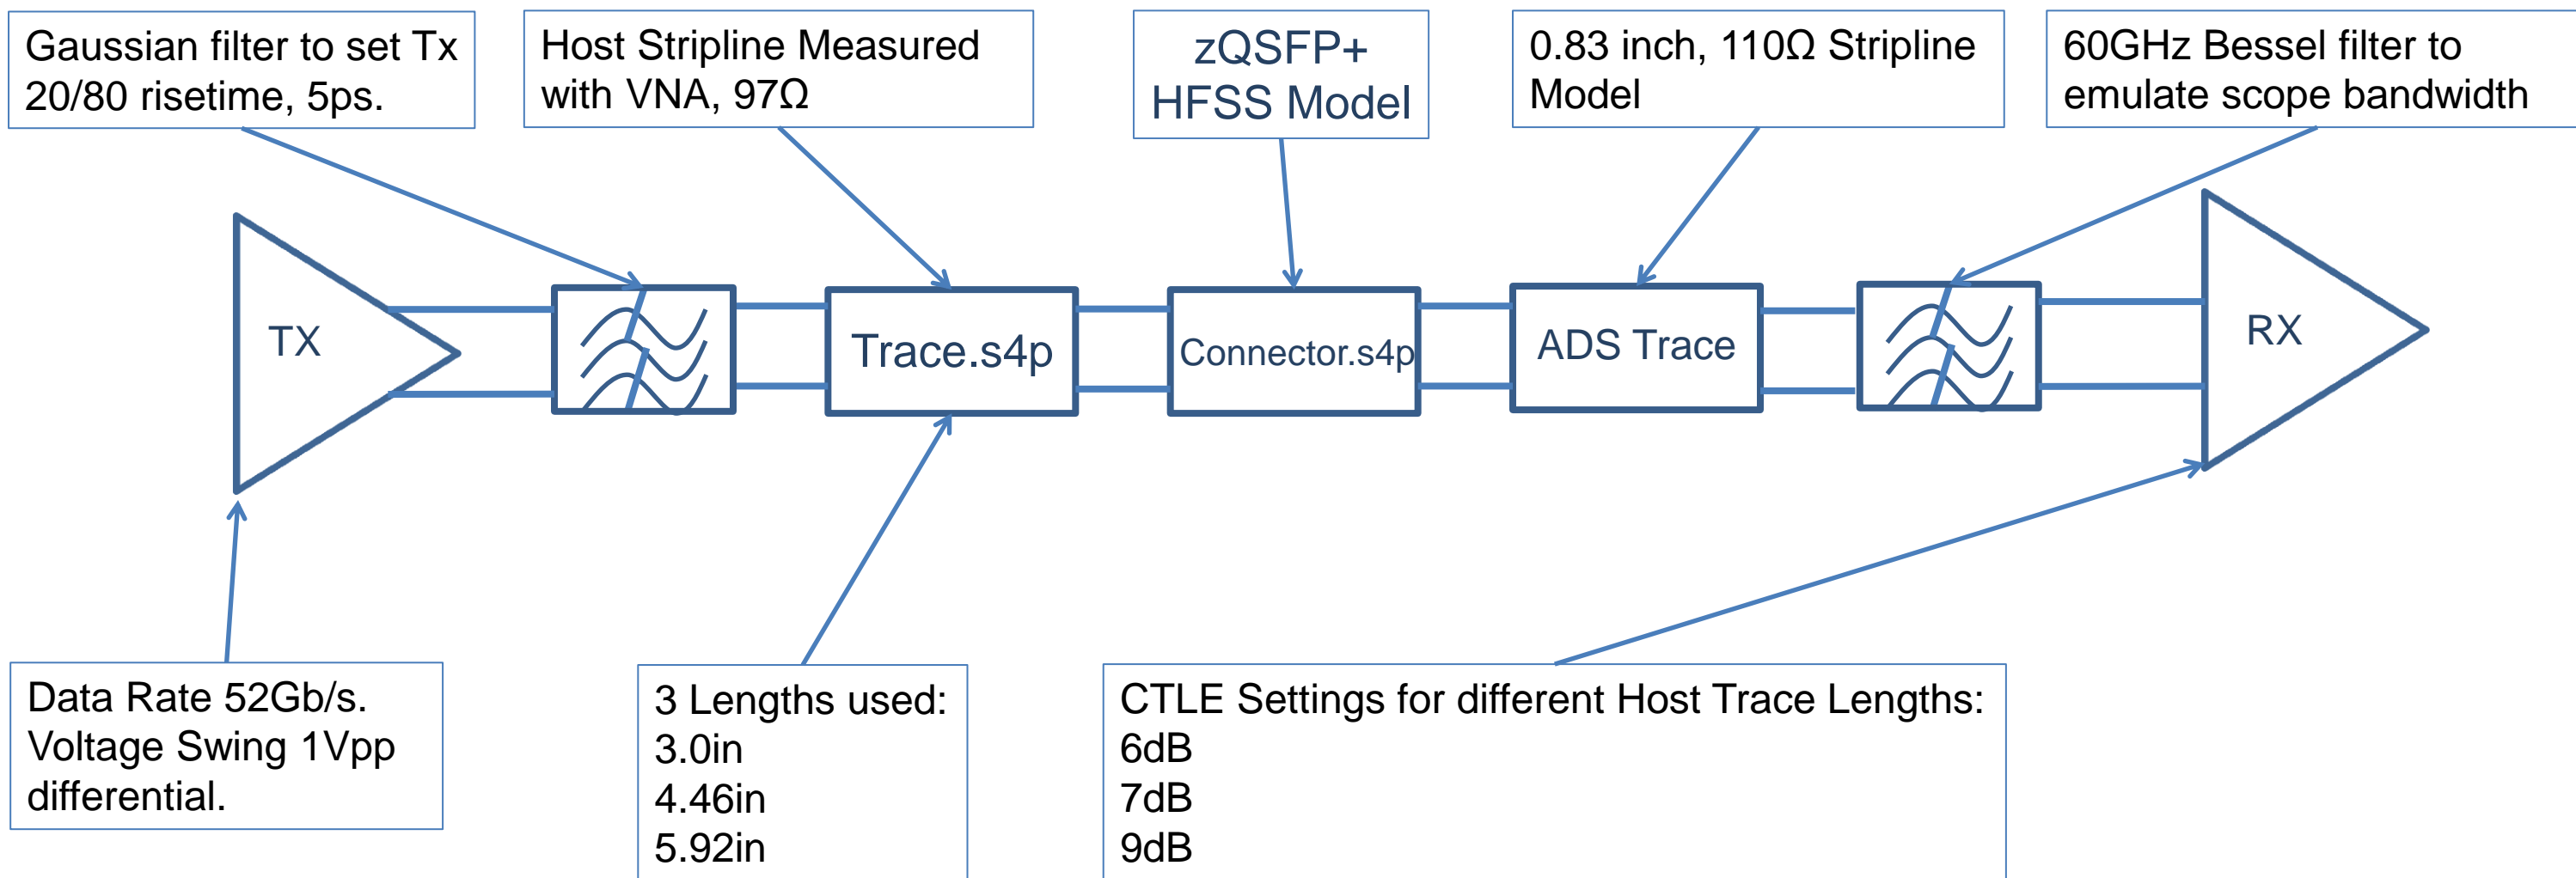 Gaussian filter to set Tx
20/80 risetime, 5ps.
Host Stripline Measured
with VNA, 97Ω
zQSFP+
HFSS Model
0.83 inch, 110Ω Stripline
Model
60GHz Bessel filter to
emulate scope bandwidth
TX
Trace.s4p
Connector.s4p
ADS Trace
RX
Data Rate 52Gb/s.
Voltage Swing 1Vpp
differential.
3 Lengths used:
3.0in
4.46in
5.92in
CTLE Settings for different Host Trace Lengths:
6dB
7dB
9dB